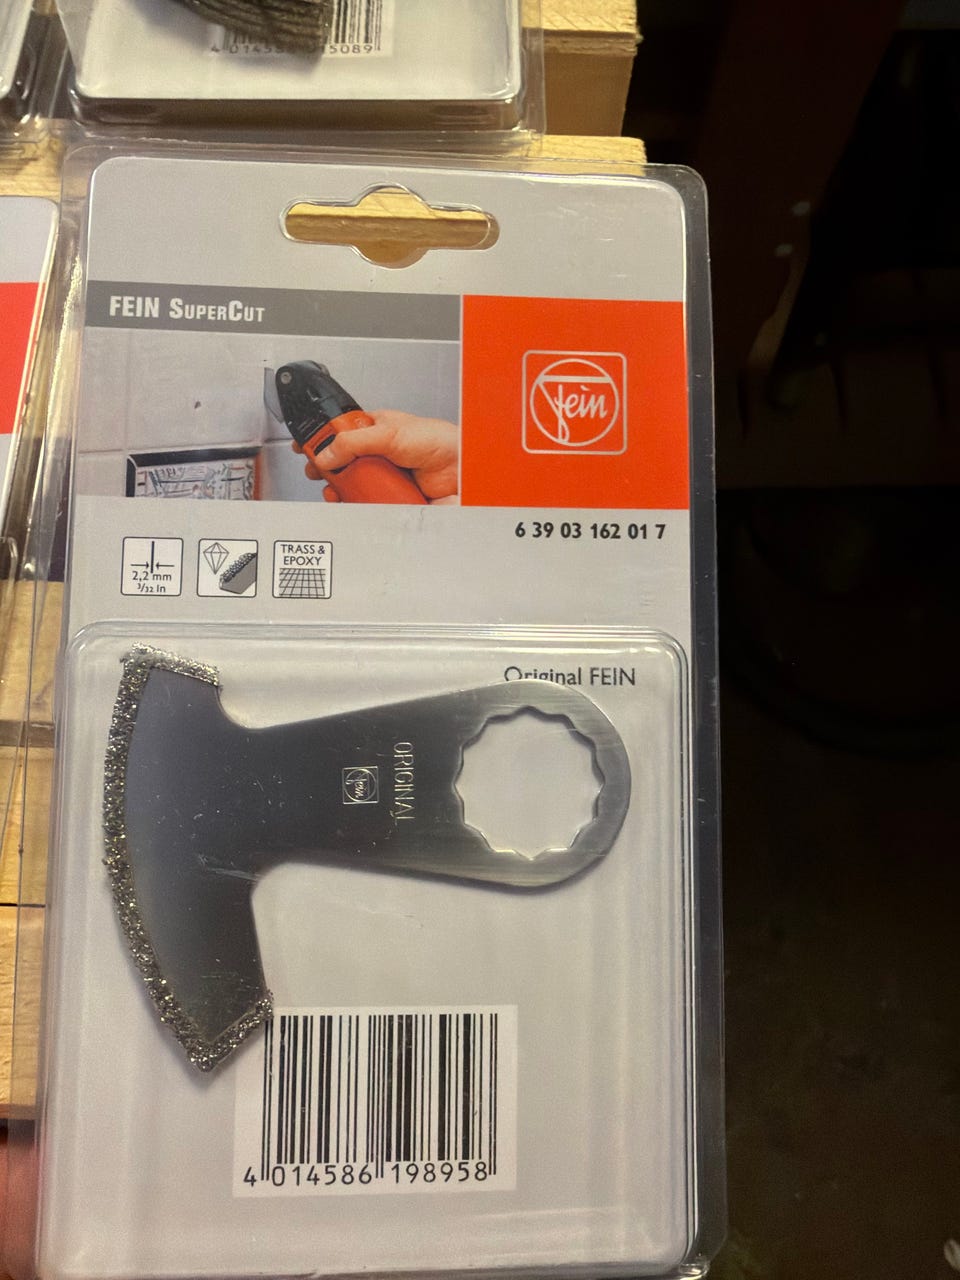 FEIN SUPERCUT
fein
6 39 03 162 01 7
2,2 mm
3/32 in
TRASS &
EPOXY
Original FEIN
ORIGINAL
fein
4 014586 198958